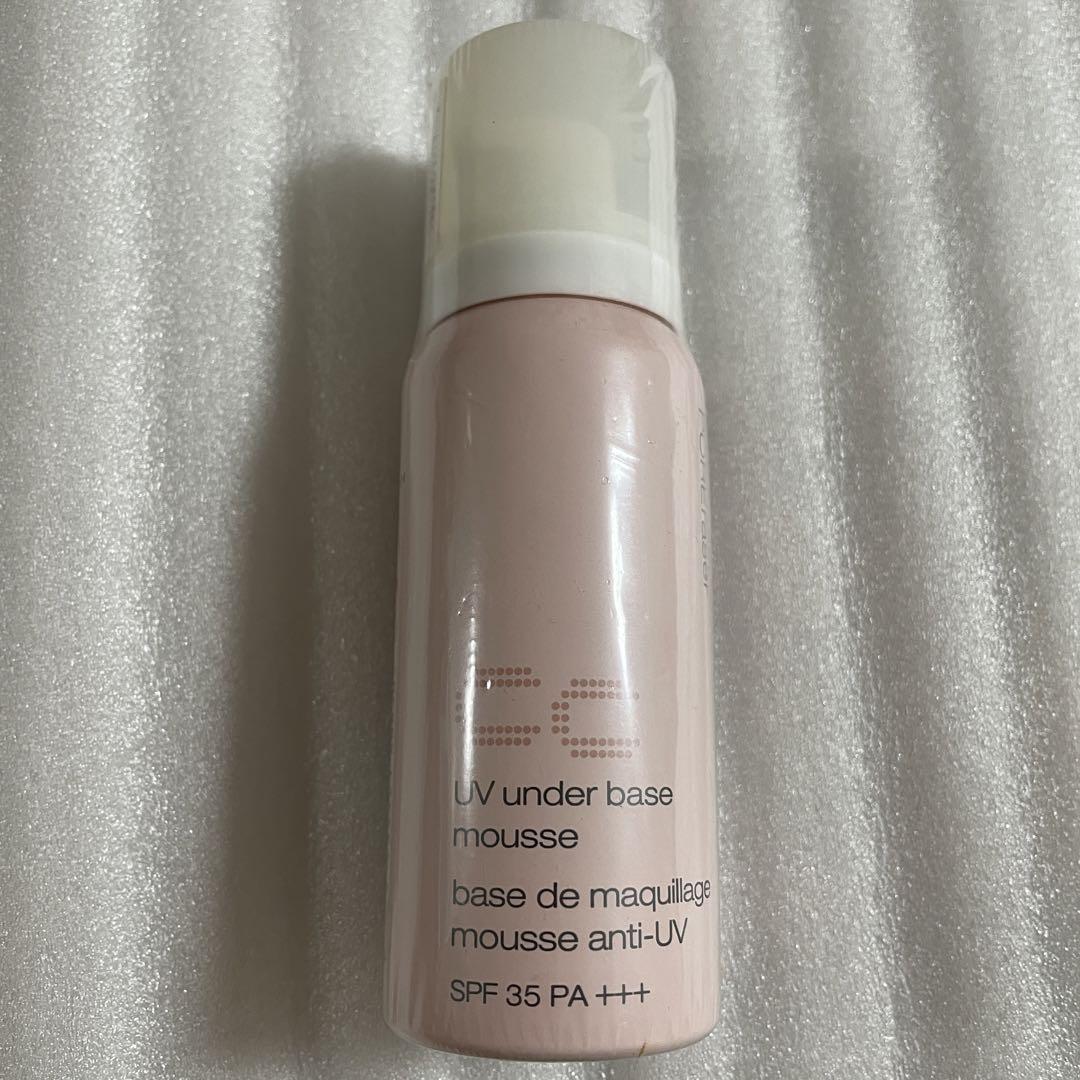 CC
UV under base
mousse
base de maquillage
mousse anti-UV
SPF 35 PA +++